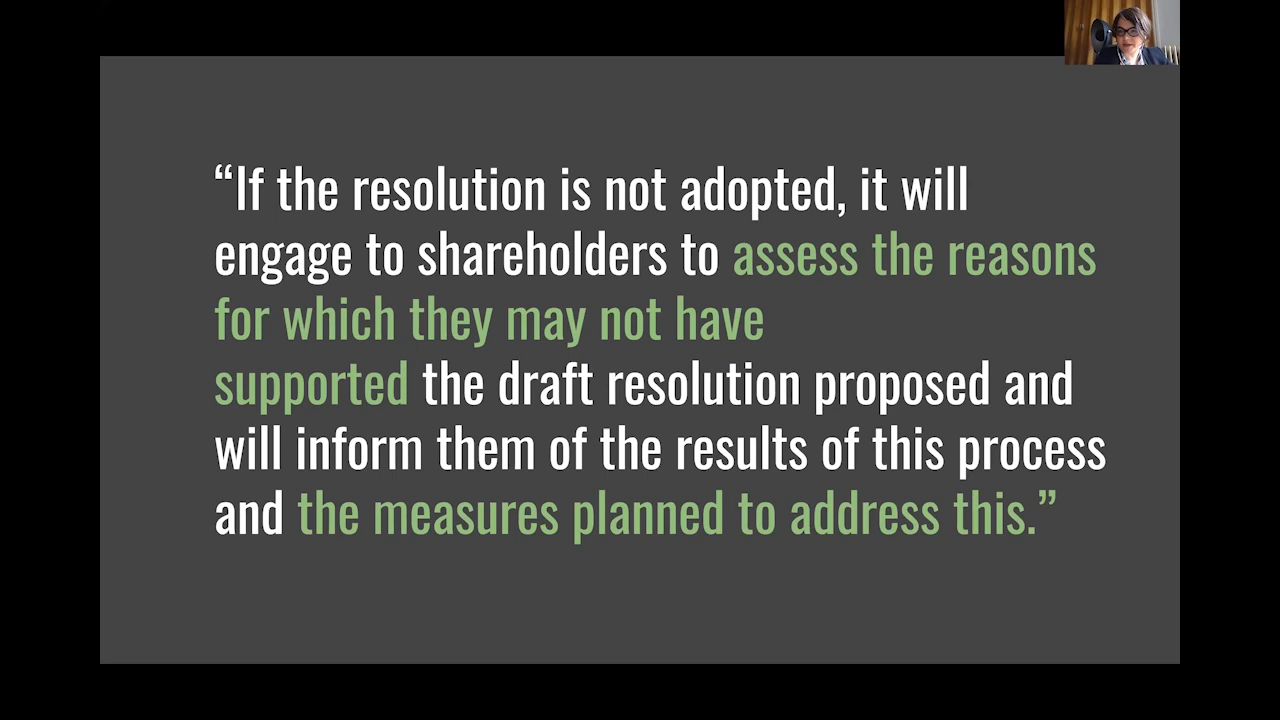 “If the resolution is not adopted, it will
engage to shareholders to assess the reasons
for which they may not have
supported the draft resolution proposed and
will inform them of the results of this process
and the measures planned to address this.”